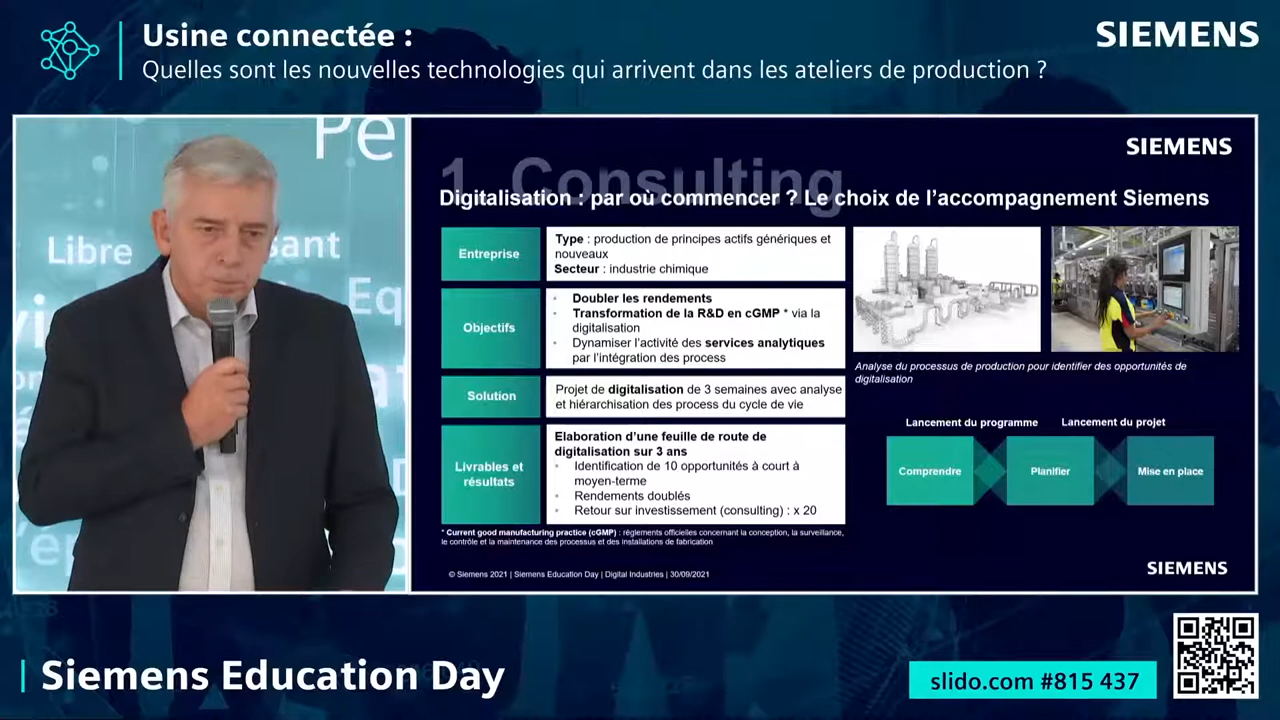 Usine connectée :
Quelles sont les nouvelles technologies qui arrivent dans les ateliers de production ?
SIEMENS
Pe
Libre
sant
Eq
SIEMENS
1. Consulting
Digitalisation : par où commencer ? Le choix de l'accompagnement Siemens
Entreprise
Type : production de principes actifs génériques et
nouveaux
Secteur : industrie chimique
Objectifs
• Doubler les rendements
• Transformation de la R&D en cGMP * via la
digitalisation
• Dynamiser l'activité des services analytiques
par l'intégration des process
Solution
Projet de digitalisation de 3 semaines avec analyse
et hiérarchisation des process du cycle de vie
Livrables et
résultats
Elaboration d'une feuille de route de
digitalisation sur 3 ans
• Identification de 10 opportunités à court à
moyen-terme
• Rendements doublés
• Retour sur investissement (consulting) : x 20
* Current good manufacturing practice (cGMP) : règlements officielles concernant la conception, la surveillance,
le contrôle et la maintenance des processus et des installations de fabrication
Analyse du processus de production pour identifier des opportunités de
digitalisation
Lancement du programme
Lancement du projet
Comprendre
Planifier
Mise en place
© Siemens 2021 | Siemens Education Day | Digital Industries | 30/09/2021
SIEMENS
Siemens Education Day
slido.com #815 437